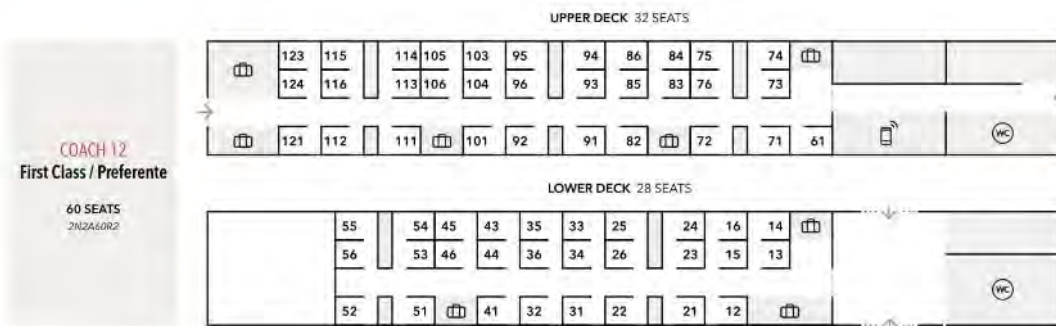 UPPER DECK 32 SEATS
123 115 114 105 103 95 94 86 84 75 74
124 116 113 106 104 96 93 85 83 76 73
121 112 111 101 92 91 82 72 71 61
WC
COACH 12
First Class / Preferente
60 SEATS
2N2A60R2
LOWER DECK 28 SEATS
55 54 45 43 35 33 25 24 16 14
56 53 46 44 36 34 26 23 15 13
WC
52 51 41 32 31 22 21 12